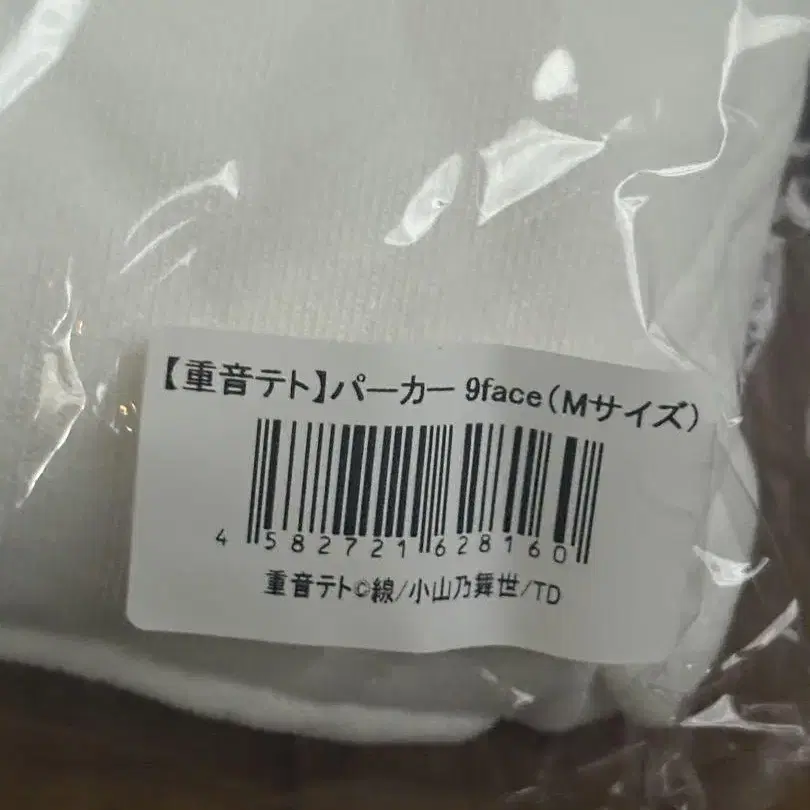 【重音テト】パーカー 9face(Mサイズ)
4 582721 628160
重音テト©線/小山乃舞世/TD